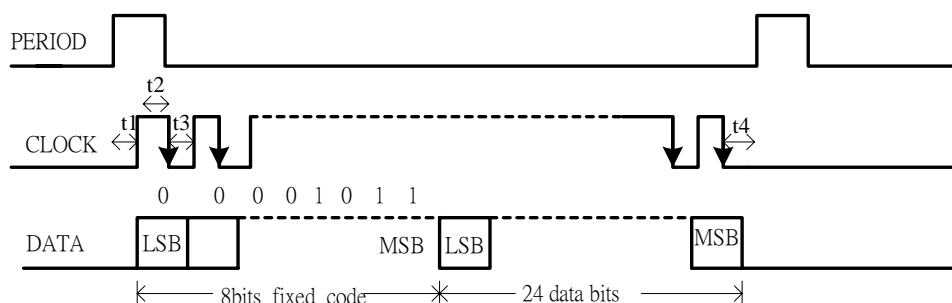 PERIOD
t2
t1
t3
t4
CLOCK
0 0 0 0 1 0 1 1
DATA
LSB
MSB
LSB
MSB
8bits fixed code
24 data bits